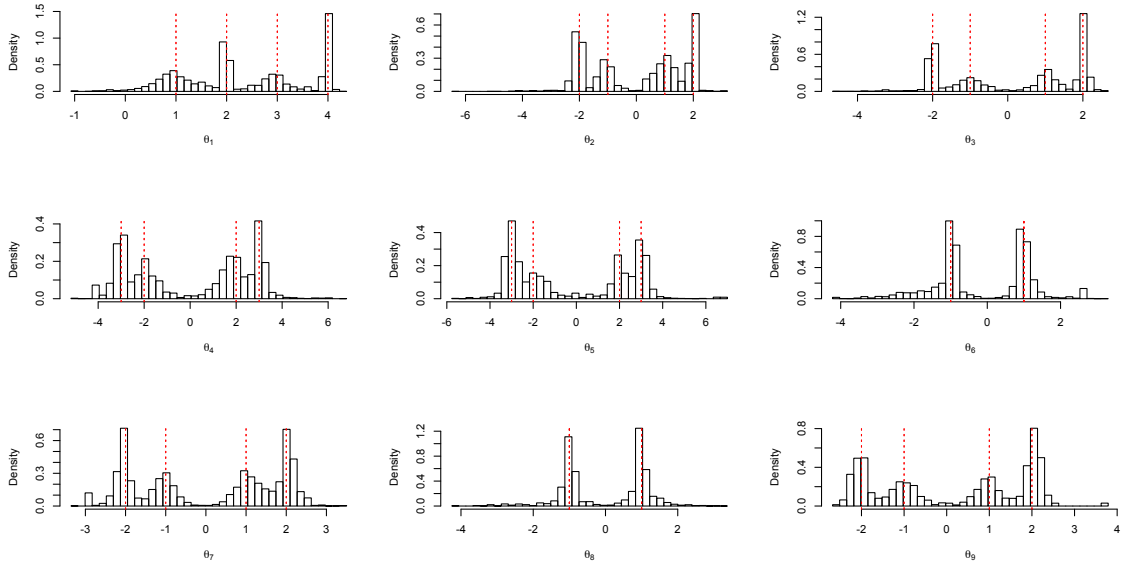 Density
0.0 0.5 1.0 1.5
-1 0 1 2 3 4
θ1
Density
0.0 0.3 0.6
-6 -4 -2 0 2
θ2
Density
0.0 0.4 0.8 1.2
-4 -2 0 2
θ3
Density
0.0 0.2 0.4
-4 -2 0 2 4 6
θ4
Density
0.0 0.2 0.4
-6 -4 -2 0 2 4 6
θ5
Density
0.0 0.4 0.8
-4 -2 0 2
θ6
Density
0.0 0.3 0.6
-3 -2 -1 0 1 2 3
θ7
Density
0.0 0.4 0.8 1.2
-4 -2 0 2
θ8
Density
0.0 0.4 0.8
-2 -1 0 1 2 3 4
θ9